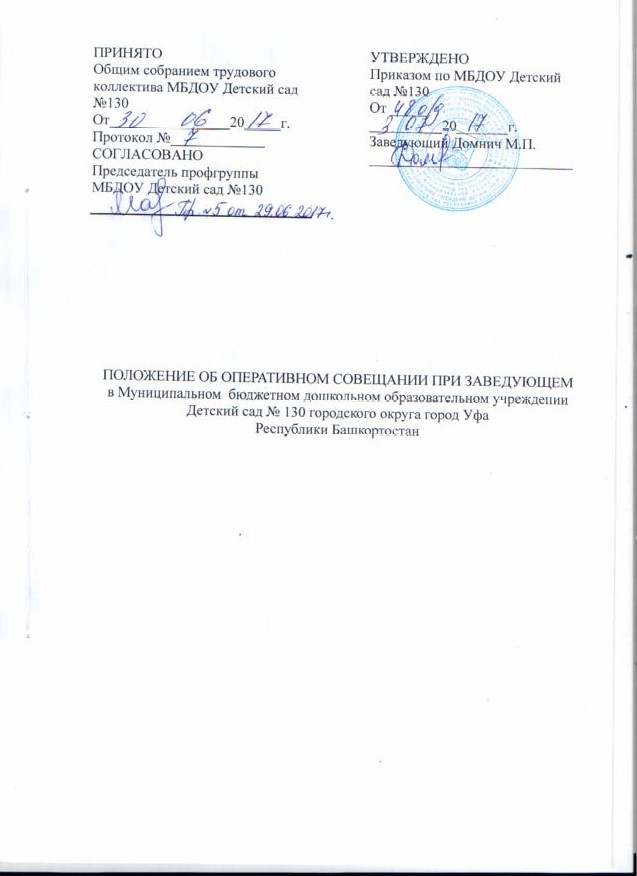 ПРИНЯТО
Общим собранием трудового
коллектива МБДОУ Детский сад
№130
От 30 06 2017 г.
Протокол № 7
СОГЛАСОВАНО
Председатель профгруппы
МБДОУ Детский сад №130
Пр. №5 от 29.06 2017г.
УТВЕРЖДЕНО
Приказом по МБДОУ Детский
сад №130
От
3 07 20 17 г.
Заведующий Домнич М.П.
ПОЛОЖЕНИЕ ОБ ОПЕРАТИВНОМ СОВЕЩАНИИ ПРИ ЗАВЕДУЮЩЕМ
в Муниципальном бюджетном дошкольном образовательном учреждении
Детский сад № 130 городского округа город Уфа
Республики Башкортостан